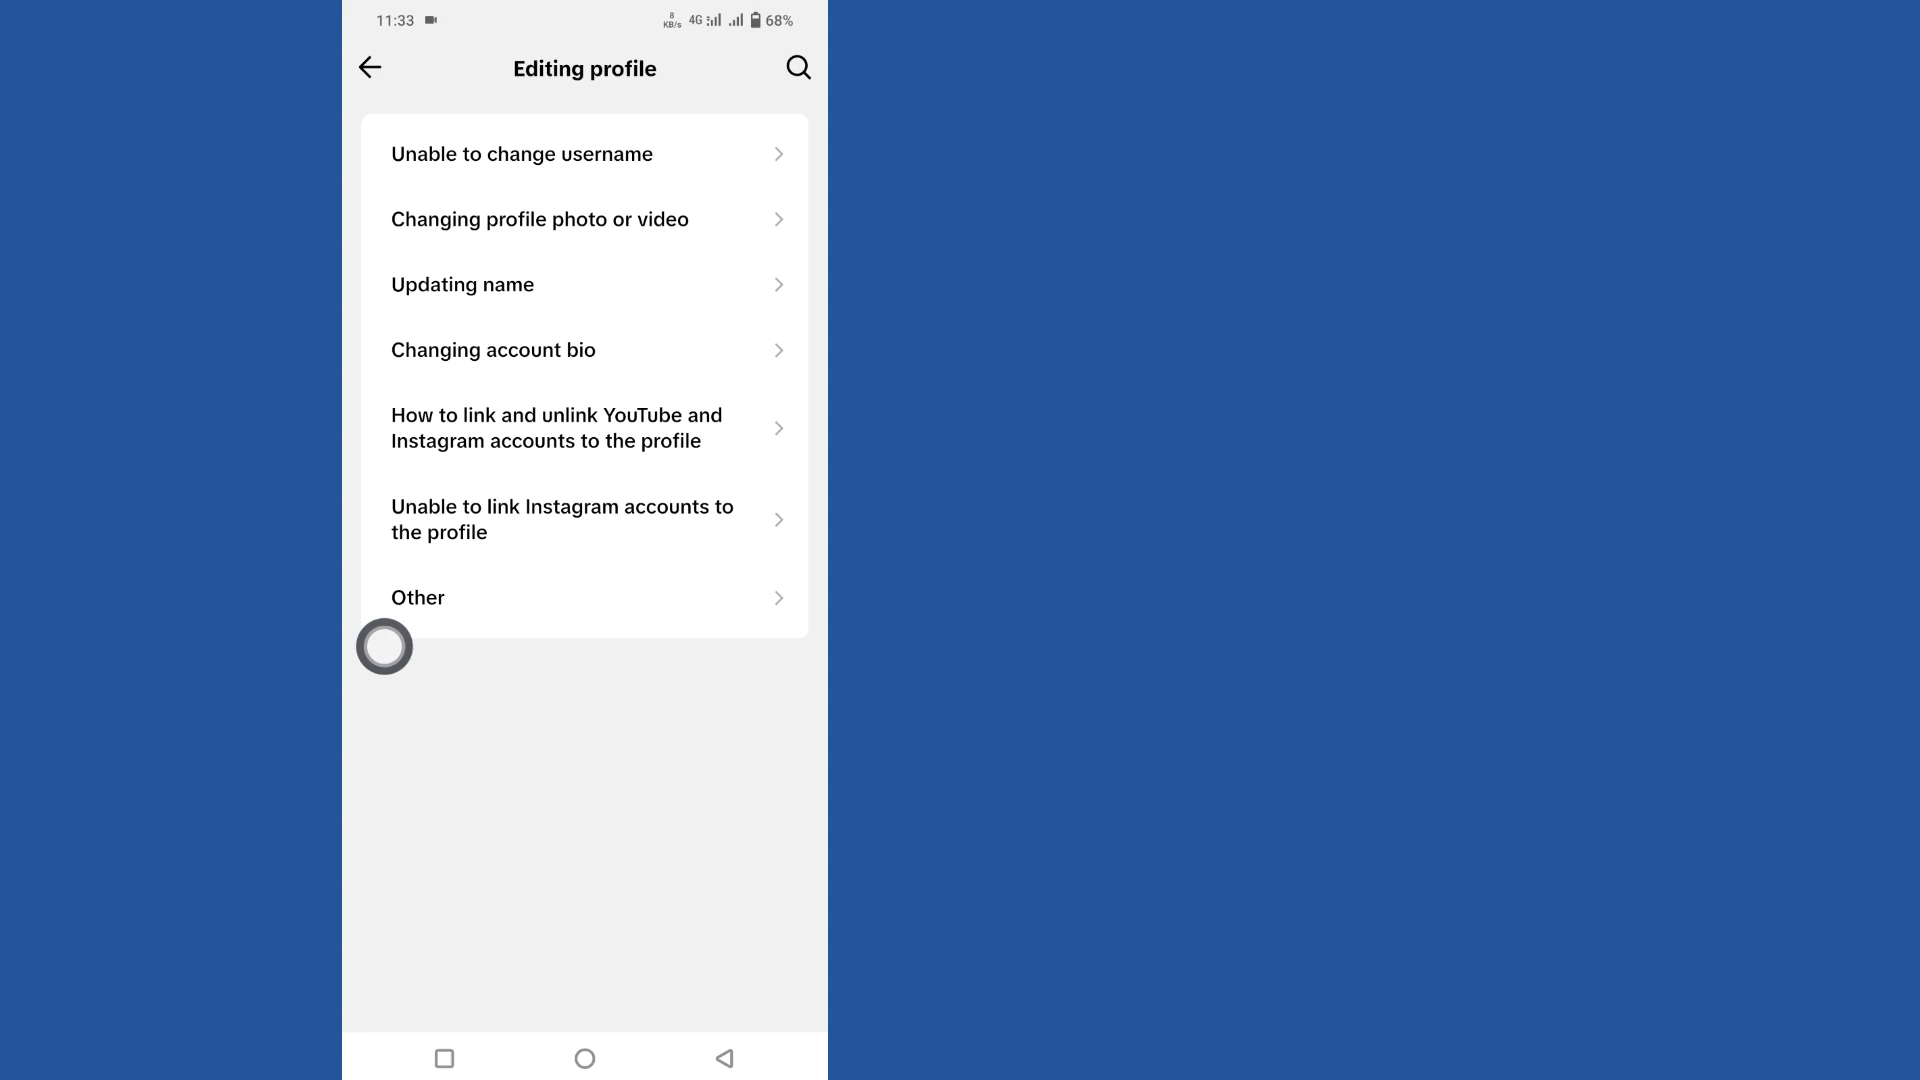 11:33
8
KB/s
4G
68%
Editing profile
Unable to change username
Changing profile photo or video
Updating name
Changing account bio
How to link and unlink YouTube and
Instagram accounts to the profile
Unable to link Instagram accounts to
the profile
Other